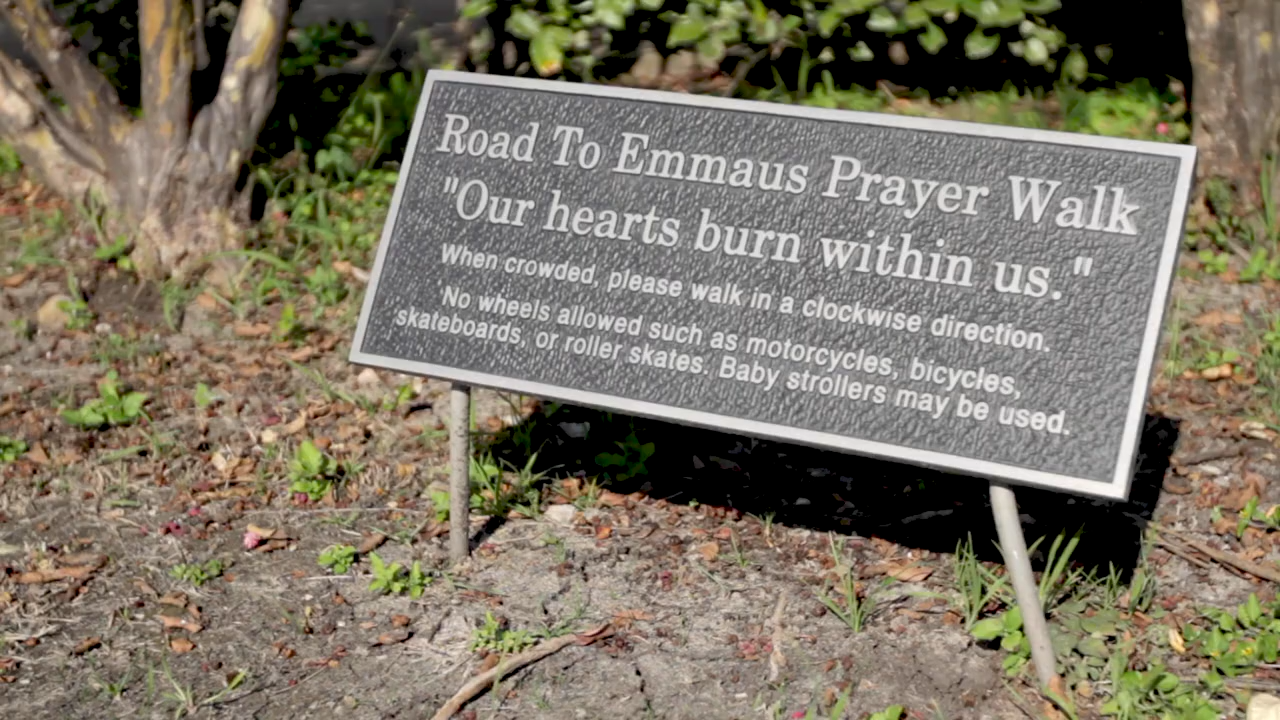 Road To Emmaus Prayer Walk
"Our hearts burn within us."
When crowded, please walk in a clockwise direction.
No wheels allowed such as motorcycles, bicycles,
skateboards, or roller skates. Baby strollers may be used.